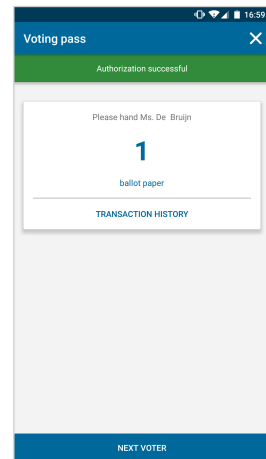 16:59
Voting pass
Authorization successful
Please hand Ms. De Bruijn
1
ballot paper
TRANSACTION HISTORY
NEXT VOTER